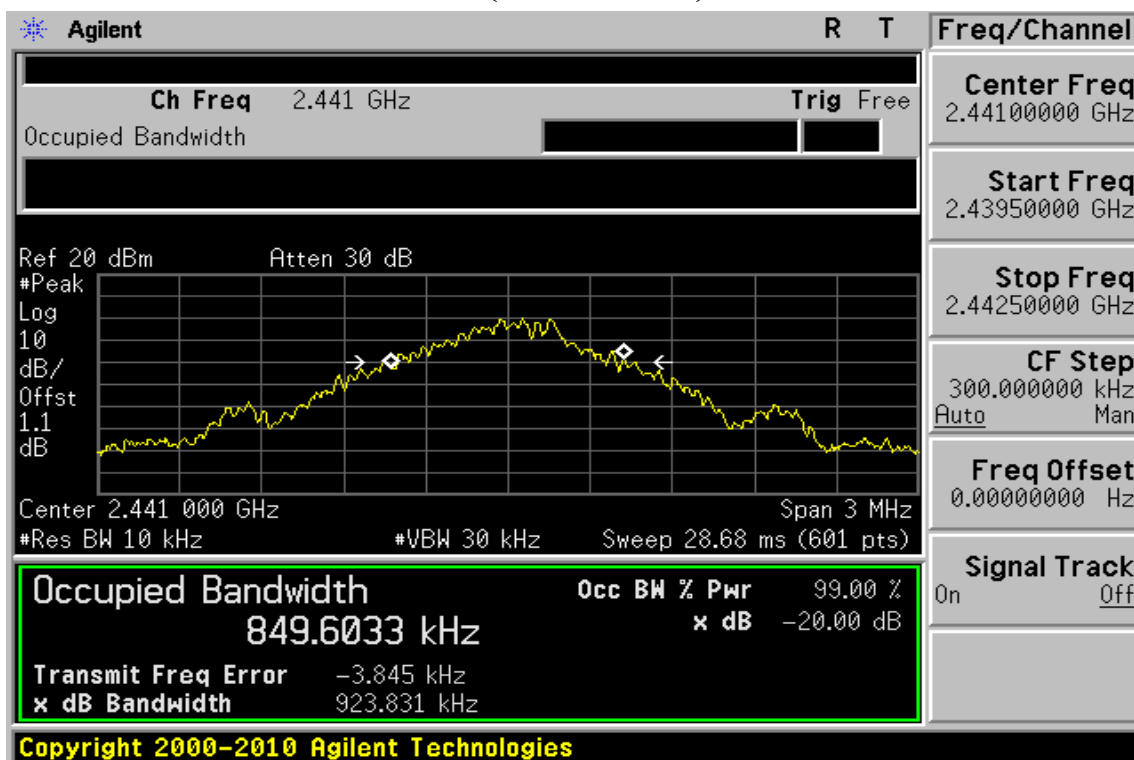 Agilent R T
Freq/Channel
Ch Freq 2.441 GHz Trig Free
Occupied Bandwidth
Center Freq
2.44100000 GHz
Start Freq
2.43950000 GHz
Stop Freq
2.44250000 GHz
CF Step
300.000000 kHz
Auto Man
Freq Offset
0.00000000 Hz
Signal Track
On Off
Ref 20 dBm Atten 30 dB
#Peak
Log
10
dB/
Offst
1.1
dB
Center 2.441 000 GHz Span 3 MHz
#Res BW 10 kHz #VBW 30 kHz Sweep 28.68 ms (601 pts)
Occupied Bandwidth Occ BW % Pwr 99.00 %
849.6033 kHz x dB -20.00 dB
Transmit Freq Error -3.845 kHz
x dB Bandwidth 923.831 kHz
Copyright 2000-2010 Agilent Technologies